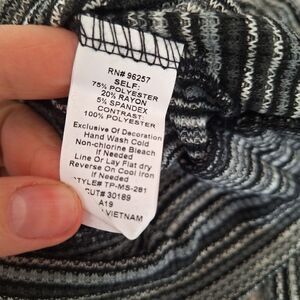 RN# 96257
SELF:
75% POLYESTER
20% RAYON
5% SPANDEX
CONTRAST:
100% POLYESTER
Exclusive Of Decoration
Hand Wash Cold
Non-chlorine Bleach
if Needed
Line Or Lay Flat dry
Reverse On Cool Iron
if Needed
STYLE# TP-MS-281
CUT# 30189
A19
VIETNAM